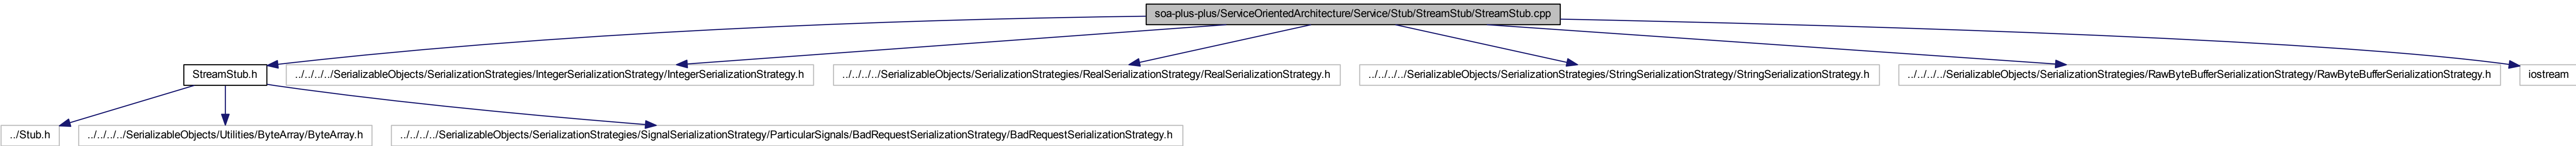 soa-plus-plus/ServiceOrientedArchitecture/Service/Stub/StreamStub/StreamStub.cpp
StreamStub.h
../../../../SerializableObjects/SerializationStrategies/IntegerSerializationStrategy/IntegerSerializationStrategy.h
../../../../SerializableObjects/SerializationStrategies/RealSerializationStrategy/RealSerializationStrategy.h
../../../../SerializableObjects/SerializationStrategies/StringSerializationStrategy/StringSerializationStrategy.h
../../../../SerializableObjects/SerializationStrategies/RawByteBufferSerializationStrategy/RawByteBufferSerializationStrategy.h
iostream
../Stub.h
../../../../SerializableObjects/Utilities/ByteArray/ByteArray.h
../../../../SerializableObjects/SerializationStrategies/SignalSerializationStrategy/ParticularSignals/BadRequestSerializationStrategy/BadRequestSerializationStrategy.h